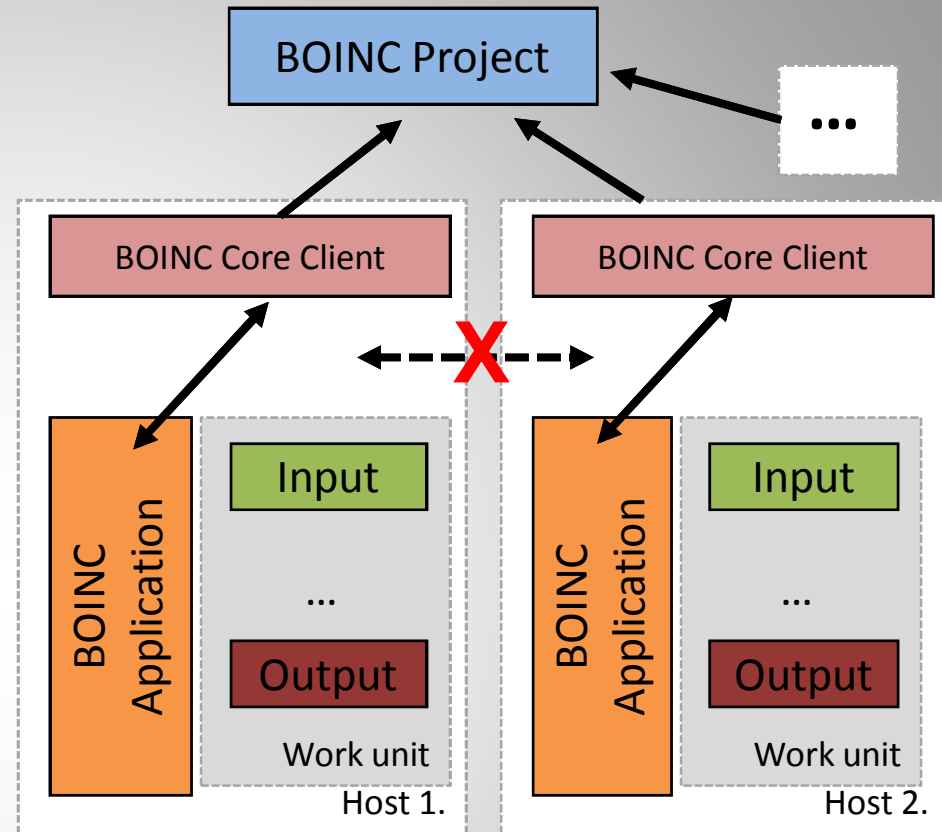 BOINC Project
...
BOINC Core Client
BOINC Core Client
X
BOINC
Application
Input
...
Output
Work unit
Host 1.
BOINC
Application
Input
...
Output
Work unit
Host 2.